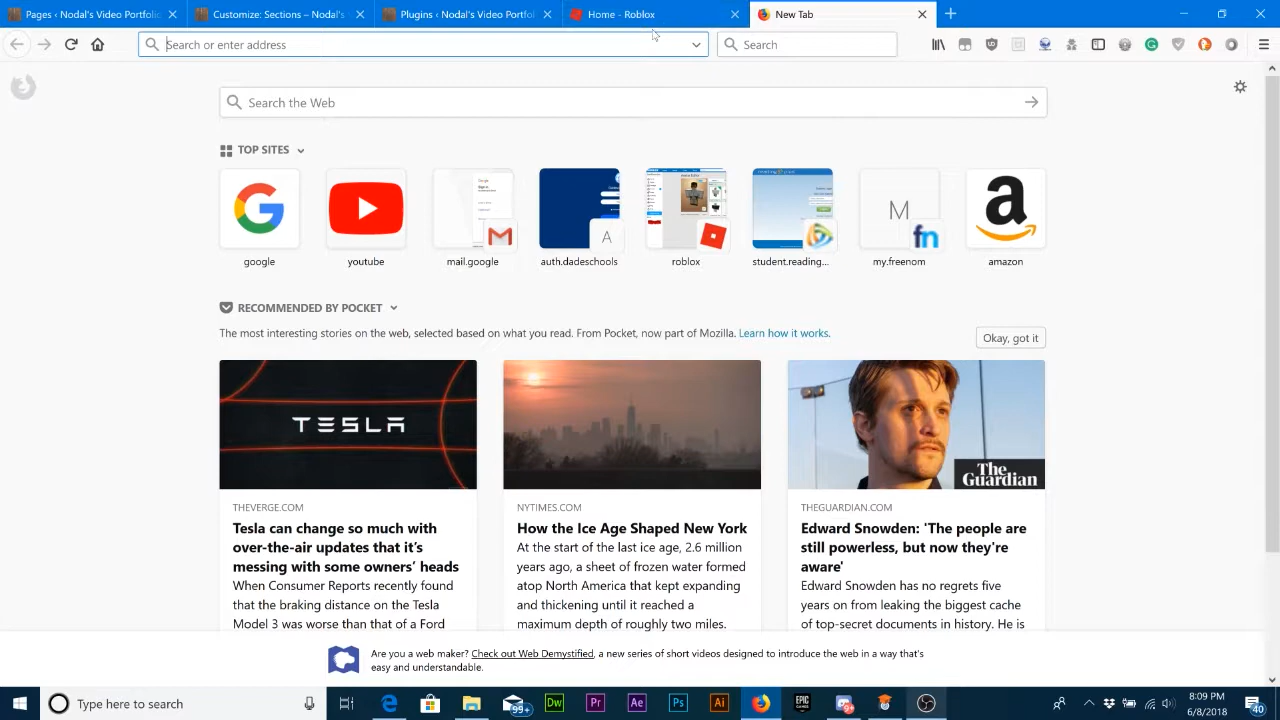 Pages ‹ Nodal's Video Portfolio
Customize: Sections – Nodal's
Plugins ‹ Nodal's Video Portfol
Home - Roblox
New Tab
Search or enter address
Search
Search the Web
TOP SITES
google
youtube
mail.google
A
auth.dadeschools
roblox
student.reading...
M
fn
my.freenom
a
amazon
RECOMMENDED BY POCKET
The most interesting stories on the web, selected based on what you read. From Pocket, now part of Mozilla. Learn how it works.
Okay, got it
TESLA
The
Guardian
THEVERGE.COM
Tesla can change so much with
over-the-air updates that it's
messing with some owners' heads
When Consumer Reports recently found
that the braking distance on the Tesla
Model 3 was worse than that of a Ford
NYTIMES.COM
How the Ice Age Shaped New York
At the start of the last ice age, 2.6 million
years ago, a sheet of frozen water formed
atop North America that kept expanding
and thickening until it reached a
maximum depth of roughly two miles.
THEGUARDIAN.COM
Edward Snowden: 'The people are
still powerless, but now they're
aware'
Edward Snowden has no regrets five
years on from leaking the biggest cache
of top-secret documents in history. He is
Are you a web maker? Check out Web Demystified, a new series of short videos designed to introduce the web in a way that's
easy and understandable.
Type here to search
99+
Dw
Pr
Ae
Ps
Ai
EPIC
GAMES
8:09 PM
6/8/2018
40